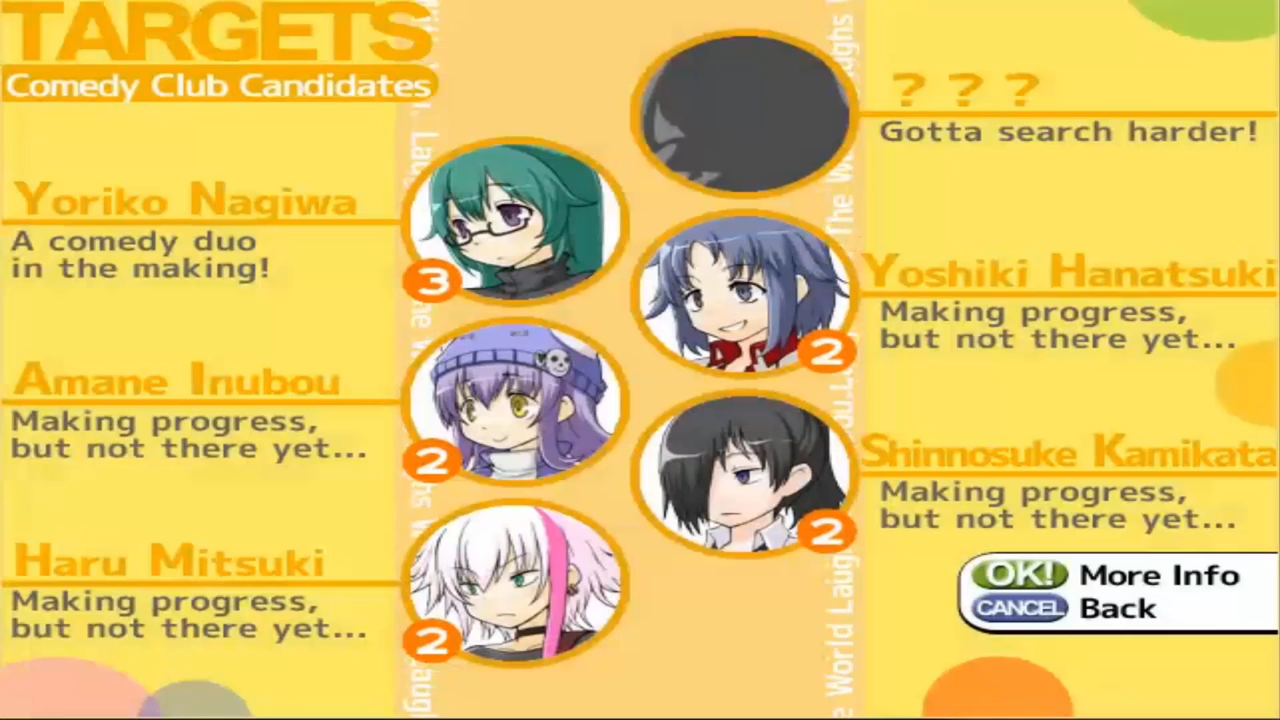 TARGETS
Comedy Club Candidates
? ? ?
Gotta search harder!
Yoriko Nagiwa
A comedy duo
in the making!
3
Yoshiki Hanatsuki
Making progress,
but not there yet...
2
Amane Inubou
Making progress,
but not there yet...
2
Shinnosuke Kamikata
Making progress,
but not there yet...
2
Haru Mitsuki
Making progress,
but not there yet...
2
OK! More Info
CANCEL Back